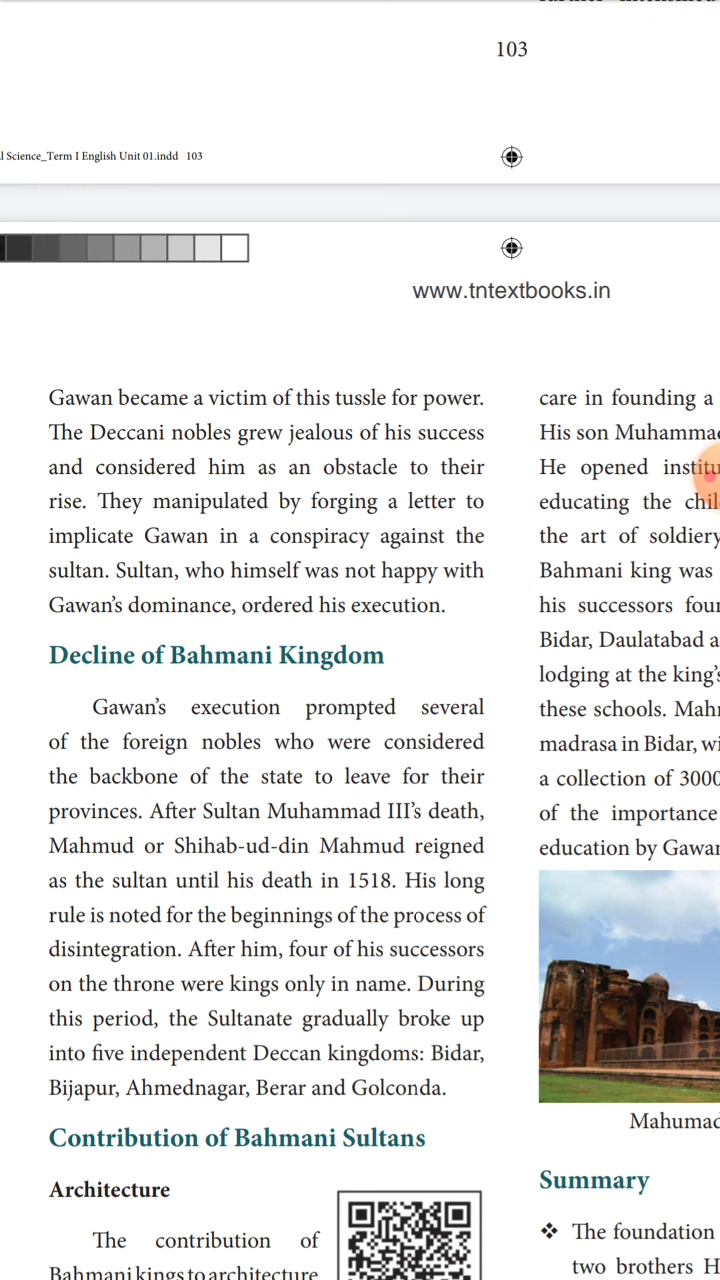 103
l Science_Term I English Unit 01.indd 103
www.tntextbooks.in
Gawan became a victim of this tussle for power.
The Deccani nobles grew jealous of his success
and considered him as an obstacle to their
rise. They manipulated by forging a letter to
implicate Gawan in a conspiracy against the
sultan. Sultan, who himself was not happy with
Gawan's dominance, ordered his execution.
Decline of Bahmani Kingdom
Gawan's execution prompted several
of the foreign nobles who were considered
the backbone of the state to leave for their
provinces. After Sultan Muhammad III's death,
Mahmud or Shihab-ud-din Mahmud reigned
as the sultan until his death in 1518. His long
rule is noted for the beginnings of the process of
disintegration. After him, four of his successors
on the throne were kings only in name. During
this period, the Sultanate gradually broke up
into five independent Deccan kingdoms: Bidar,
Bijapur, Ahmednagar, Berar and Golconda.
Contribution of Bahmani Sultans
Architecture
The contribution of
Bahmani kings to architecture
care in founding a
His son
He opened
educating the
the art of soldiery
Bahmani king was
his successors
Bidar, Daulatabad
lodging at the king's
these schools.
madrasa in Bidar,
a collection of 3000
of the importance
education by
Summary
❖ The foundation
two brothers